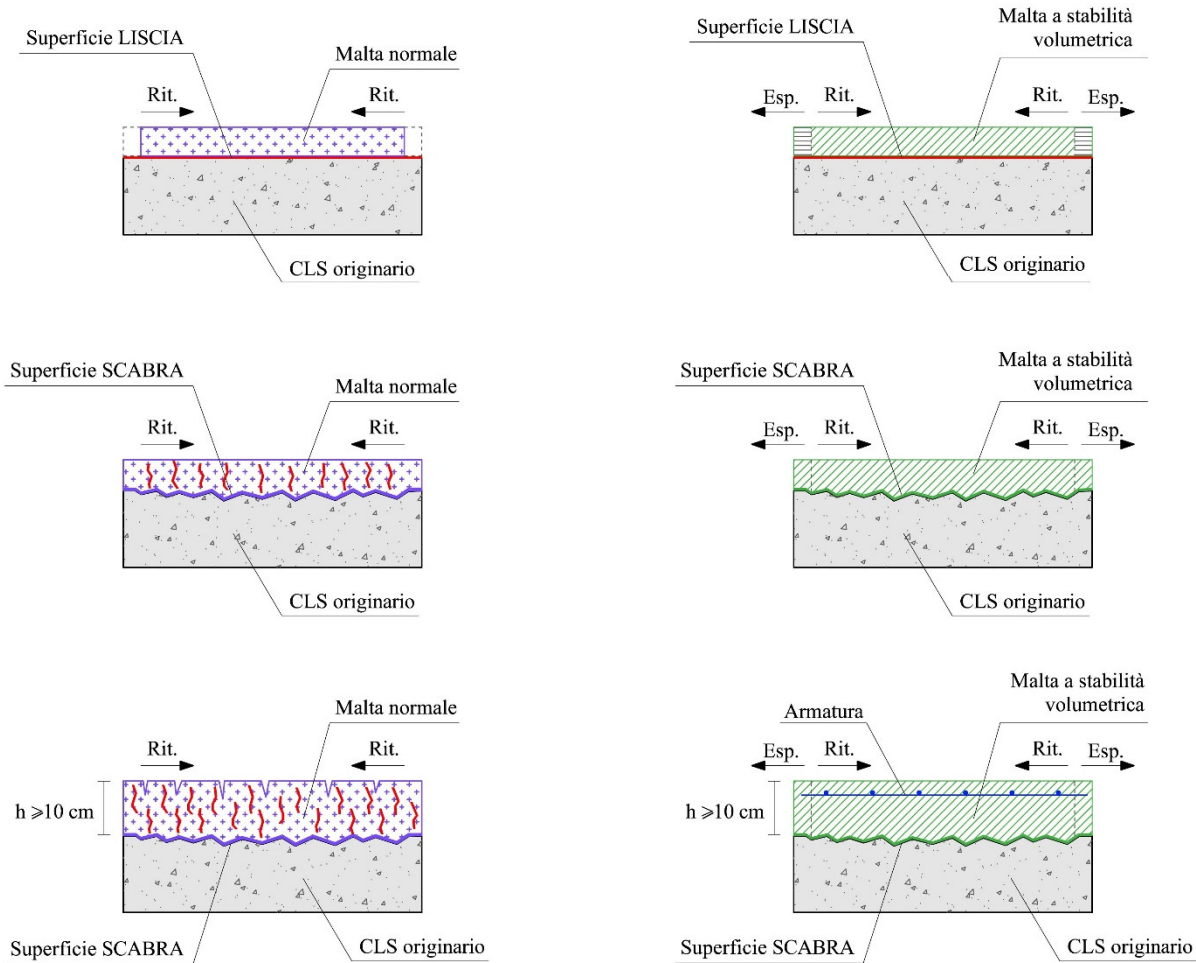 Superficie LISCIA
Malta normale
Rit.
Rit.
CLS originario
Superficie LISCIA
Malta a stabilità
volumetrica
Esp.
Rit.
Rit.
Esp.
CLS originario
Superficie SCABRA
Malta normale
Rit.
Rit.
CLS originario
Superficie SCABRA
Malta a stabilità
volumetrica
Esp.
Rit.
Rit.
Esp.
CLS originario
Malta normale
Rit.
Rit.
h ⩾10 cm
Superficie SCABRA
CLS originario
Malta a stabilità
volumetrica
Armatura
Esp.
Rit.
Rit.
Esp.
h ⩾10 cm
Superficie SCABRA
CLS originario